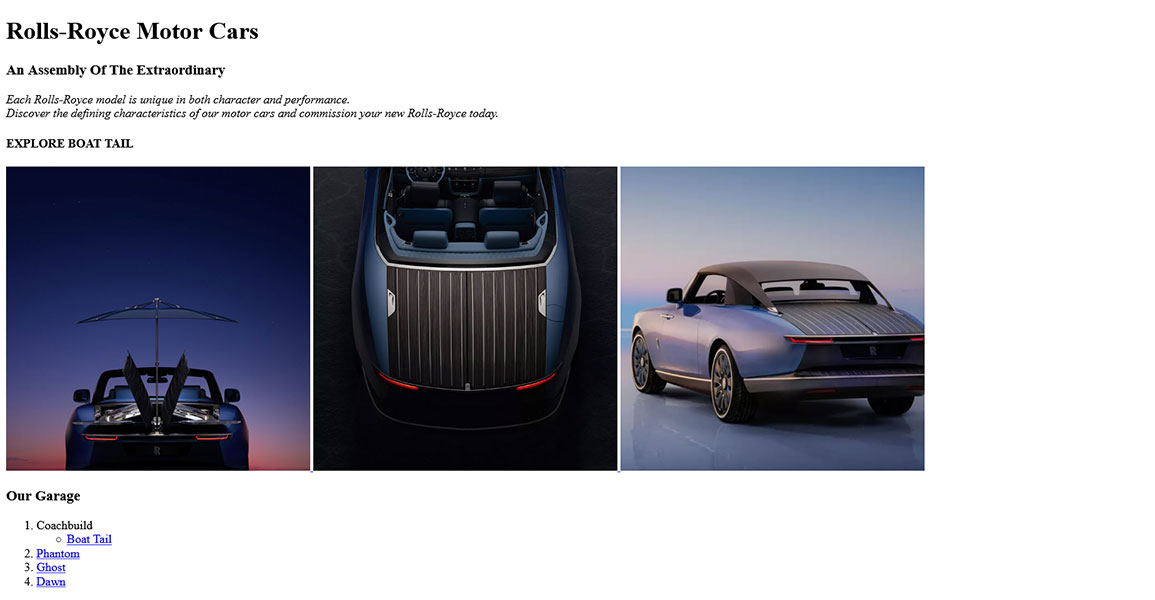 Rolls-Royce Motor Cars
An Assembly Of The Extraordinary
Each Rolls-Royce model is unique in both character and performance.
Discover the defining characteristics of our motor cars and commission your new Rolls-Royce today.
EXPLORE BOAT TAIL
Our Garage
1. Coachbuild
○ Boat Tail
2. Phantom
3. Ghost
4. Dawn